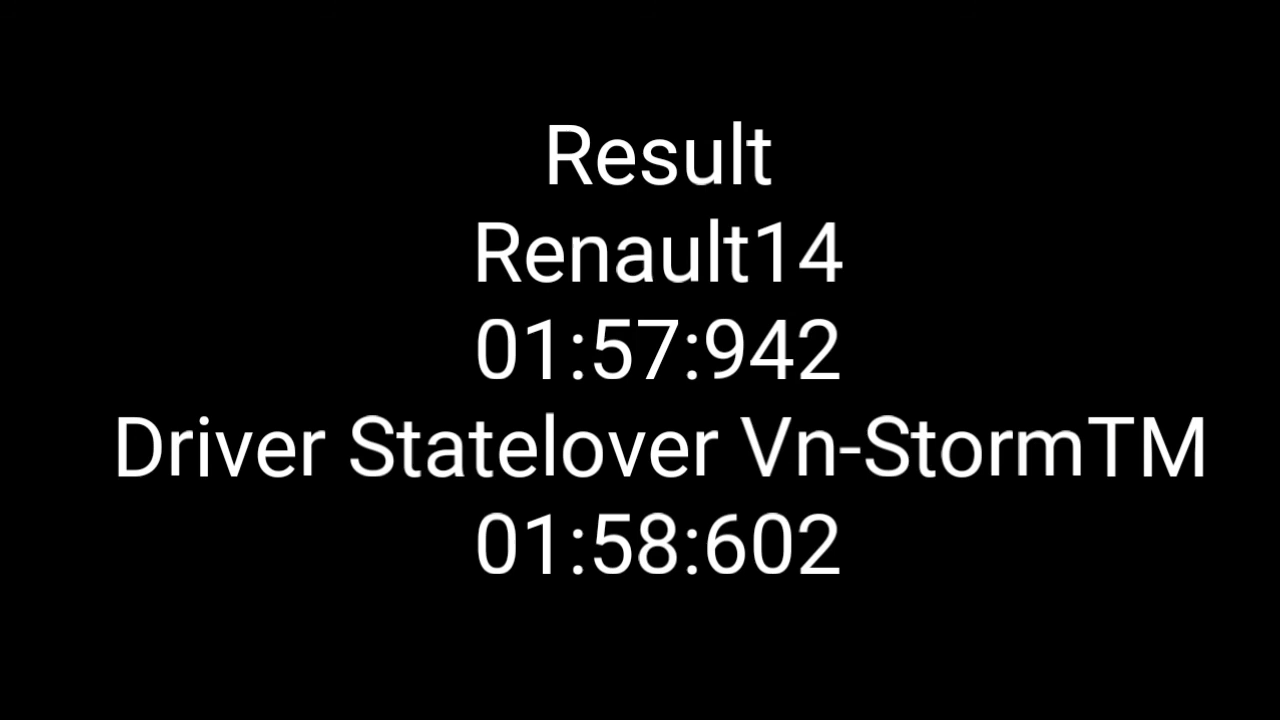 Result
Renault14
01:57:942
Driver Statelover Vn-StormTM
01:58:602